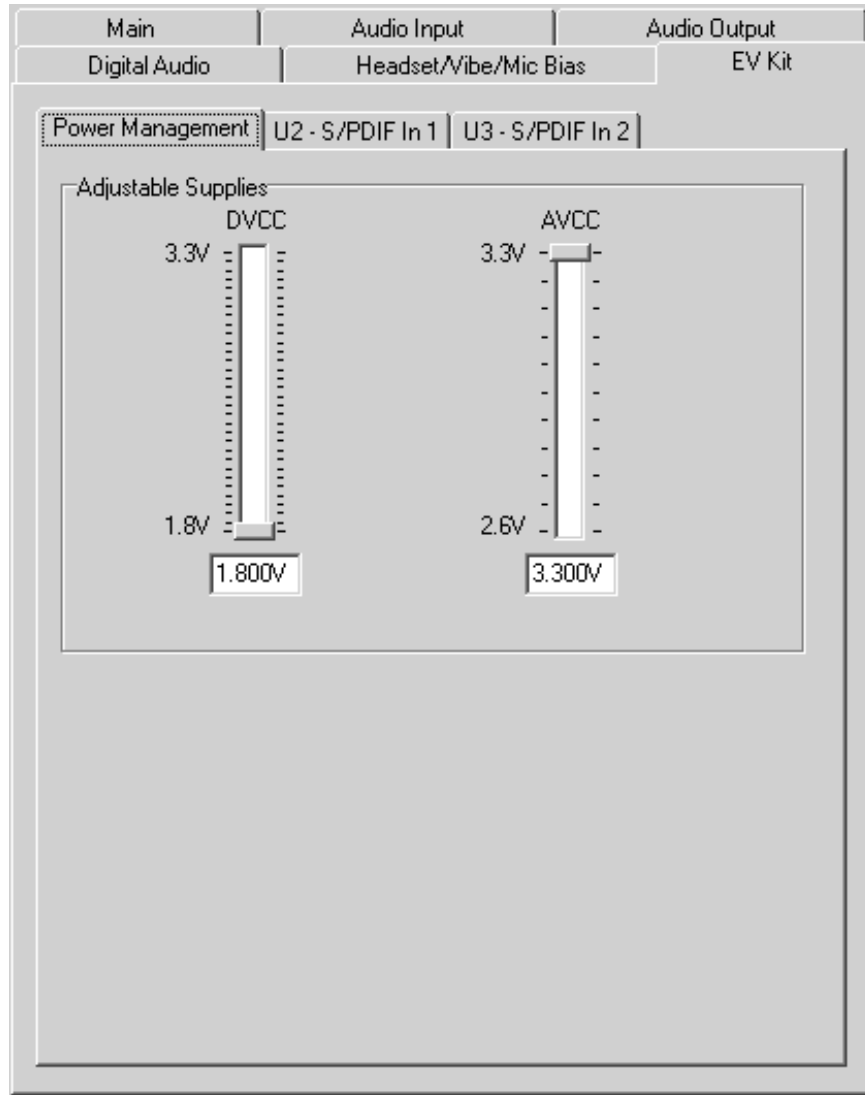 Main Audio Input Audio Output
Digital Audio Headset/Vibe/Mic Bias EV Kit
Power Management U2 - S/PDIF In 1 U3 - S/PDIF In 2
Adjustable Supplies
DVCC AVCC
3.3V 3.3V
1.8V 2.6V
1.800V 3.300V